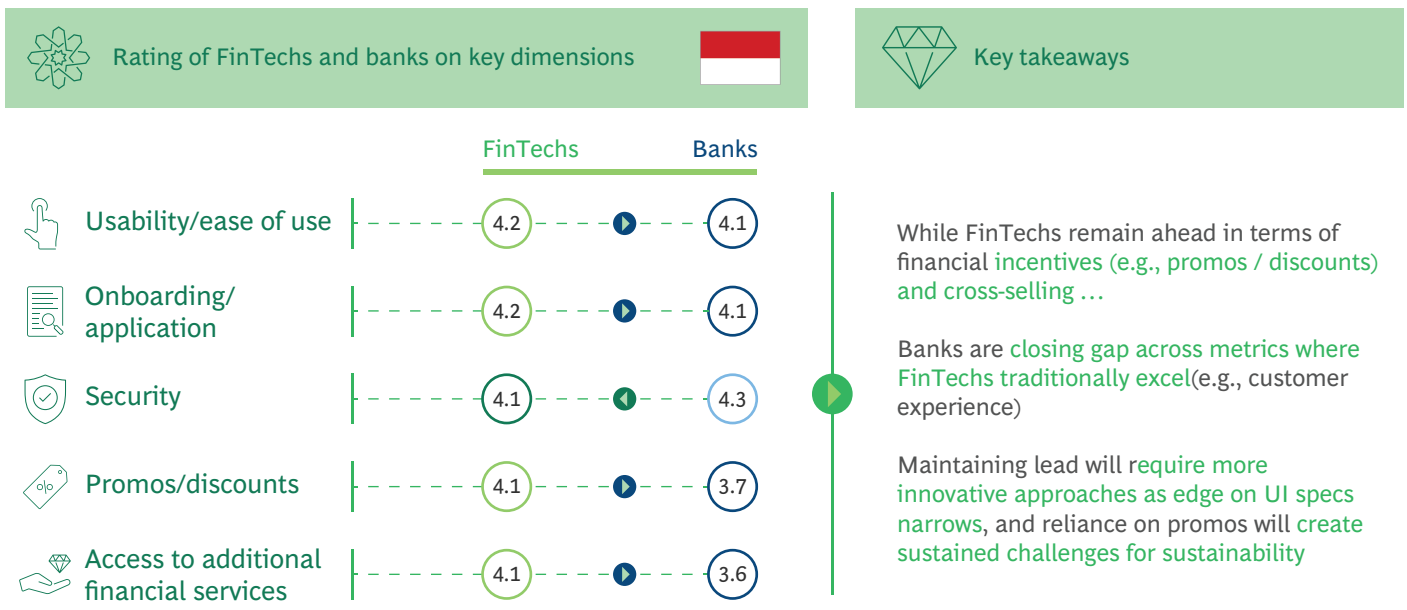 Rating of FinTechs and banks on key dimensions
Key takeaways
FinTechs Banks
Usability/ease of use 4.2 4.1
Onboarding/
application 4.2 4.1
Security 4.1 4.3
% Promos/discounts 4.1 3.7
Access to additional
financial services 4.1 3.6
While FinTechs remain ahead in terms of
financial incentives (e.g., promos / discounts)
and cross-selling …
Banks are closing gap across metrics where
FinTechs traditionally excel(e.g., customer
experience)
Maintaining lead will require more
innovative approaches as edge on UI specs
narrows, and reliance on promos will create
sustained challenges for sustainability